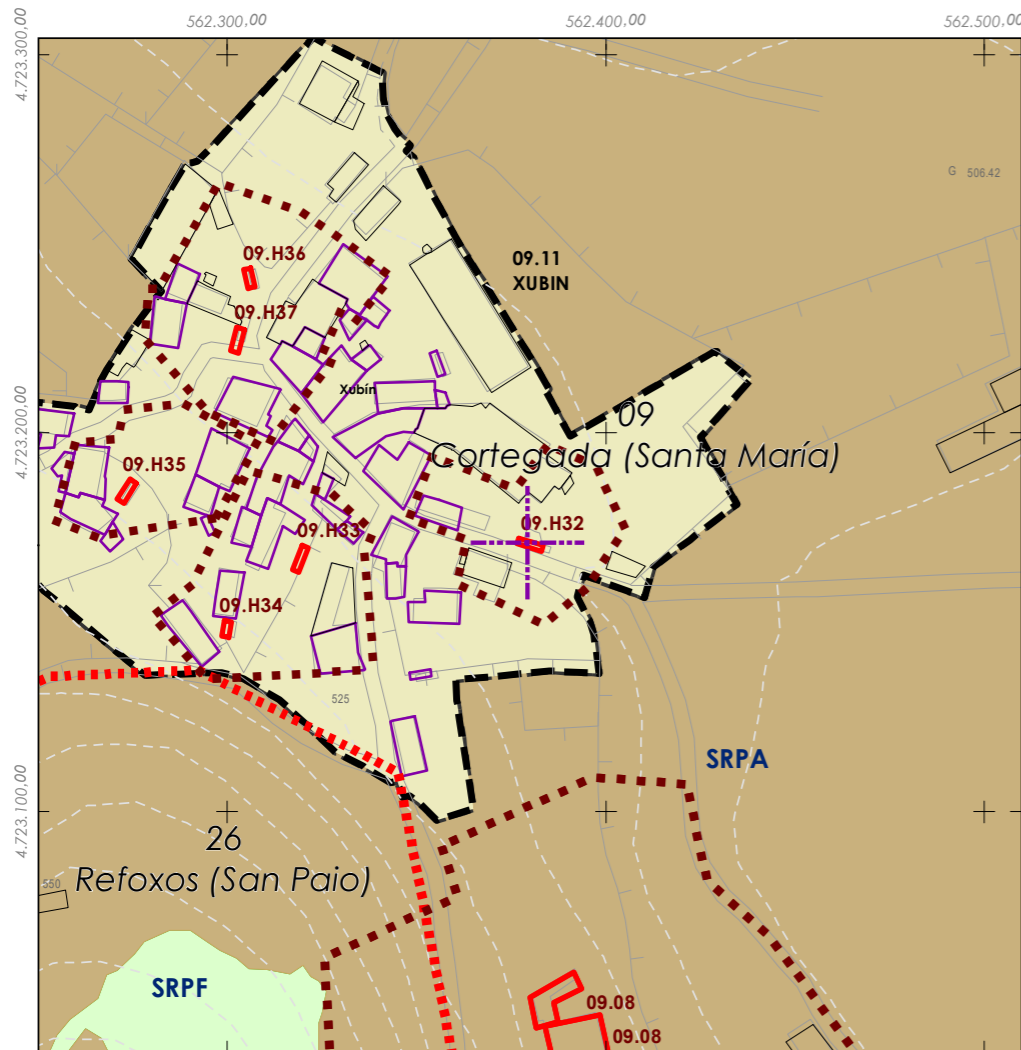 562.300,00
562.400,00
562.500,00
4.723.300,00
G 506.42
09.H36
09.11
XUBIN
09.H37
Xubín
4.723.200,00
09
Cortegada (Santa María)
09.H35
09.H33
09.H32
09.H34
525
SRPA
4.723.100,00
26
Refoxos (San Paio)
550
SRPF
09.08
09.08